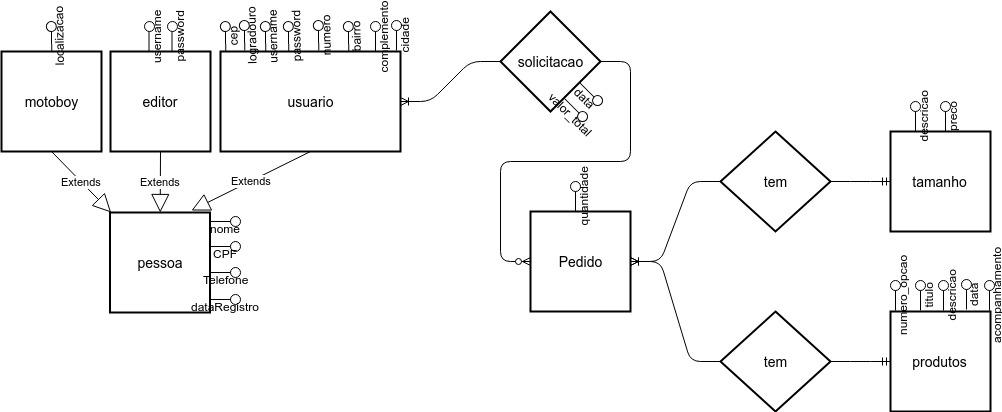 localizacao
username
password
cep
logradouro
username
password
numero
bairro
complemento
cidade
motoboy
editor
usuario
solicitacao
data
valor_total
descricao
preco
Extends
Extends
Extends
tem
tamanho
quantidade
nome
CPF
Telefone
dataRegistro
pessoa
Pedido
numero_opcao
titulo
descricao
data
acompanhamento
tem
produtos